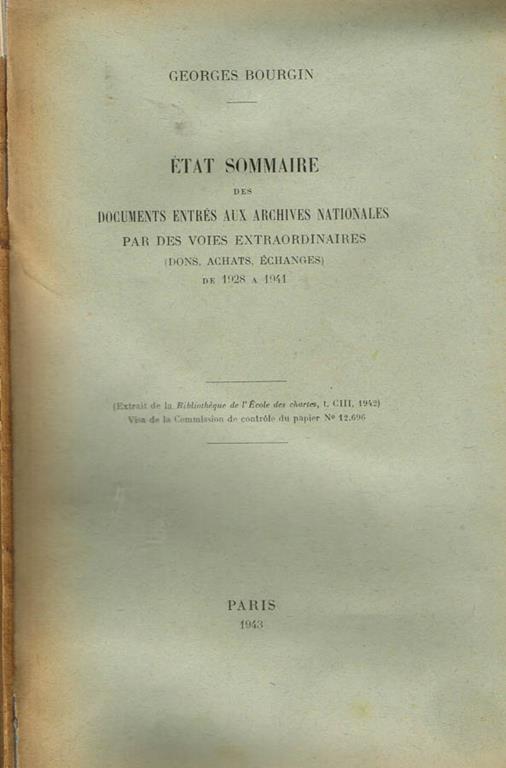 GEORGES BOURGIN
ÉTAT SOMMAIRE
DES
DOCUMENTS ENTRÉS AUX ARCHIVES NATIONALES
PAR DES VOIES EXTRAORDINAIRES
(DONS, ACHATS, ÉCHANGES)
DE 1928 A 1941
(Extrait de la Bibliothèque de l'École des chartes, t. CIII, 1942)
Visa de la Commission de contrôle du papier No 12.696
PARIS
1943